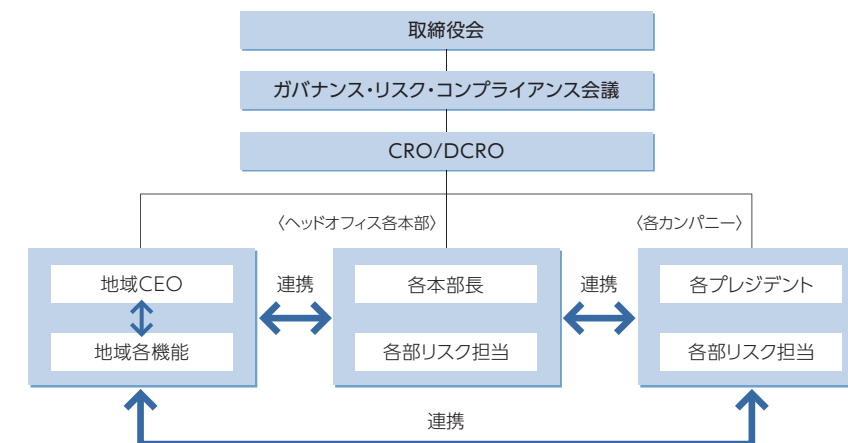 取締役会
ガバナンス・リスク・コンプライアンス会議
CRO/DCRO
〈ヘッドオフィス各本部〉
〈各カンパニー〉
地域CEO
連携
各本部長
連携
各プレジデント
地域各機能
各部リスク担当
各部リスク担当
連携